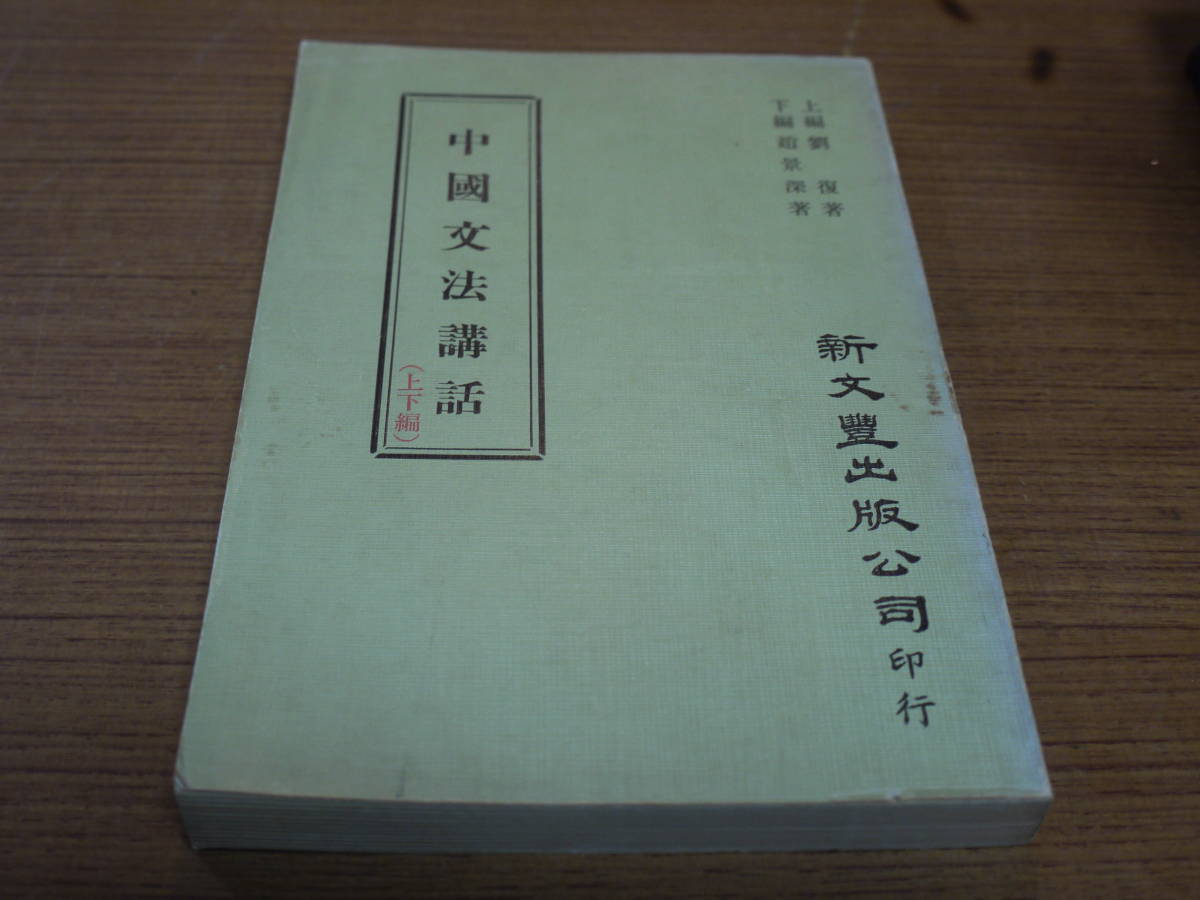 上編 劉復著
下編 趙景深著
新文豐出版公司印行
中國文法講話
(上下編)